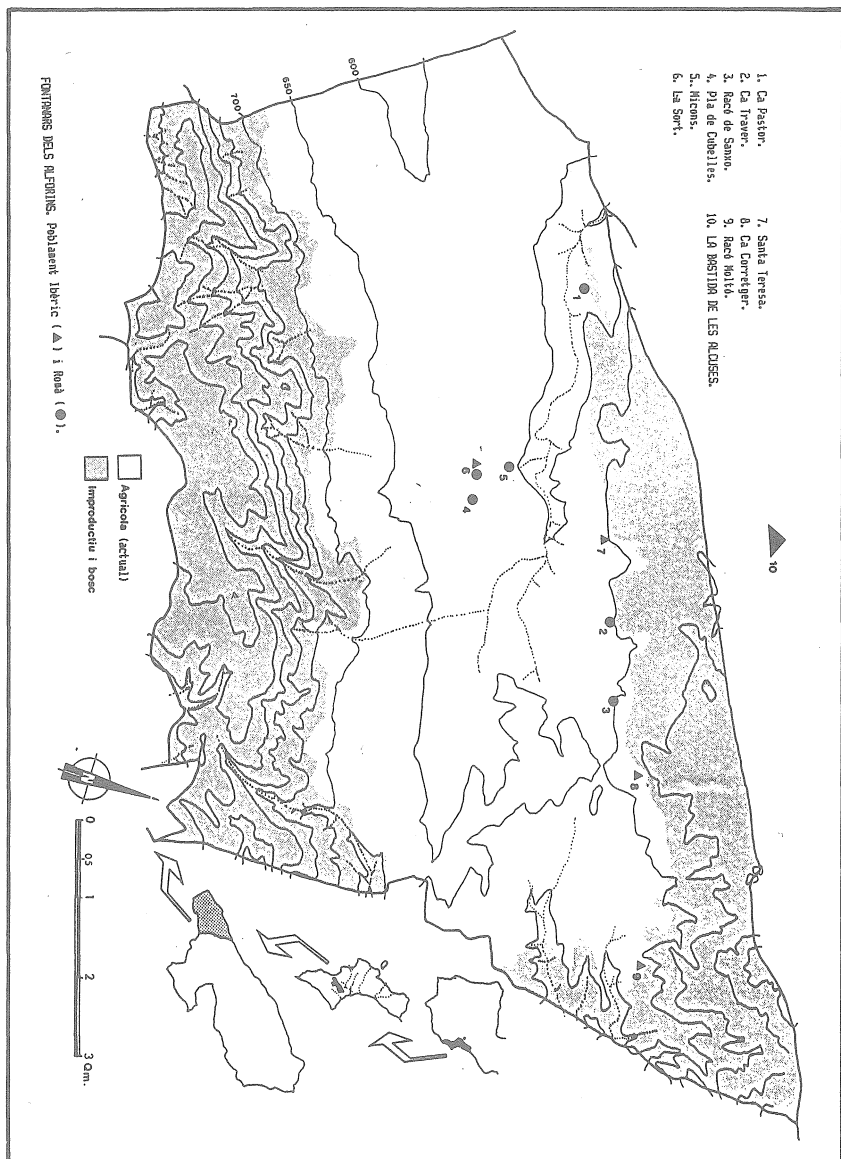 1. Ca Pastor.
2. Ca Traver.
3. Racó de Sanxo.
4. Pla de Cubelles.
5. Micons.
6. La Sort.
7. Santa Teresa.
8. Ca Corretger.
9. Racó Moltó.
10. LA BASTIDA DE LES ALCUSES.
600
650
700
1
2
3
4
5
6
7
8
9
10
Agrícola (actual)
Improductiu i bosc
N
0
0,5
1
2
3 Qm.
FONTANARS DELS ALFORINS. Poblament Ibèric (▲) i Romà (●).